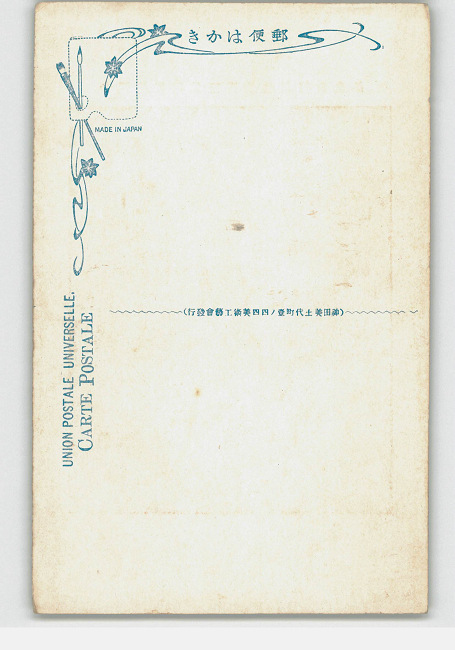 きかは便郵
MADE IN JAPAN
UNION POSTALE UNIVERSELLE.
CARTE POSTALE
(神田美土代町壹ノ四四美術工藝會發行)